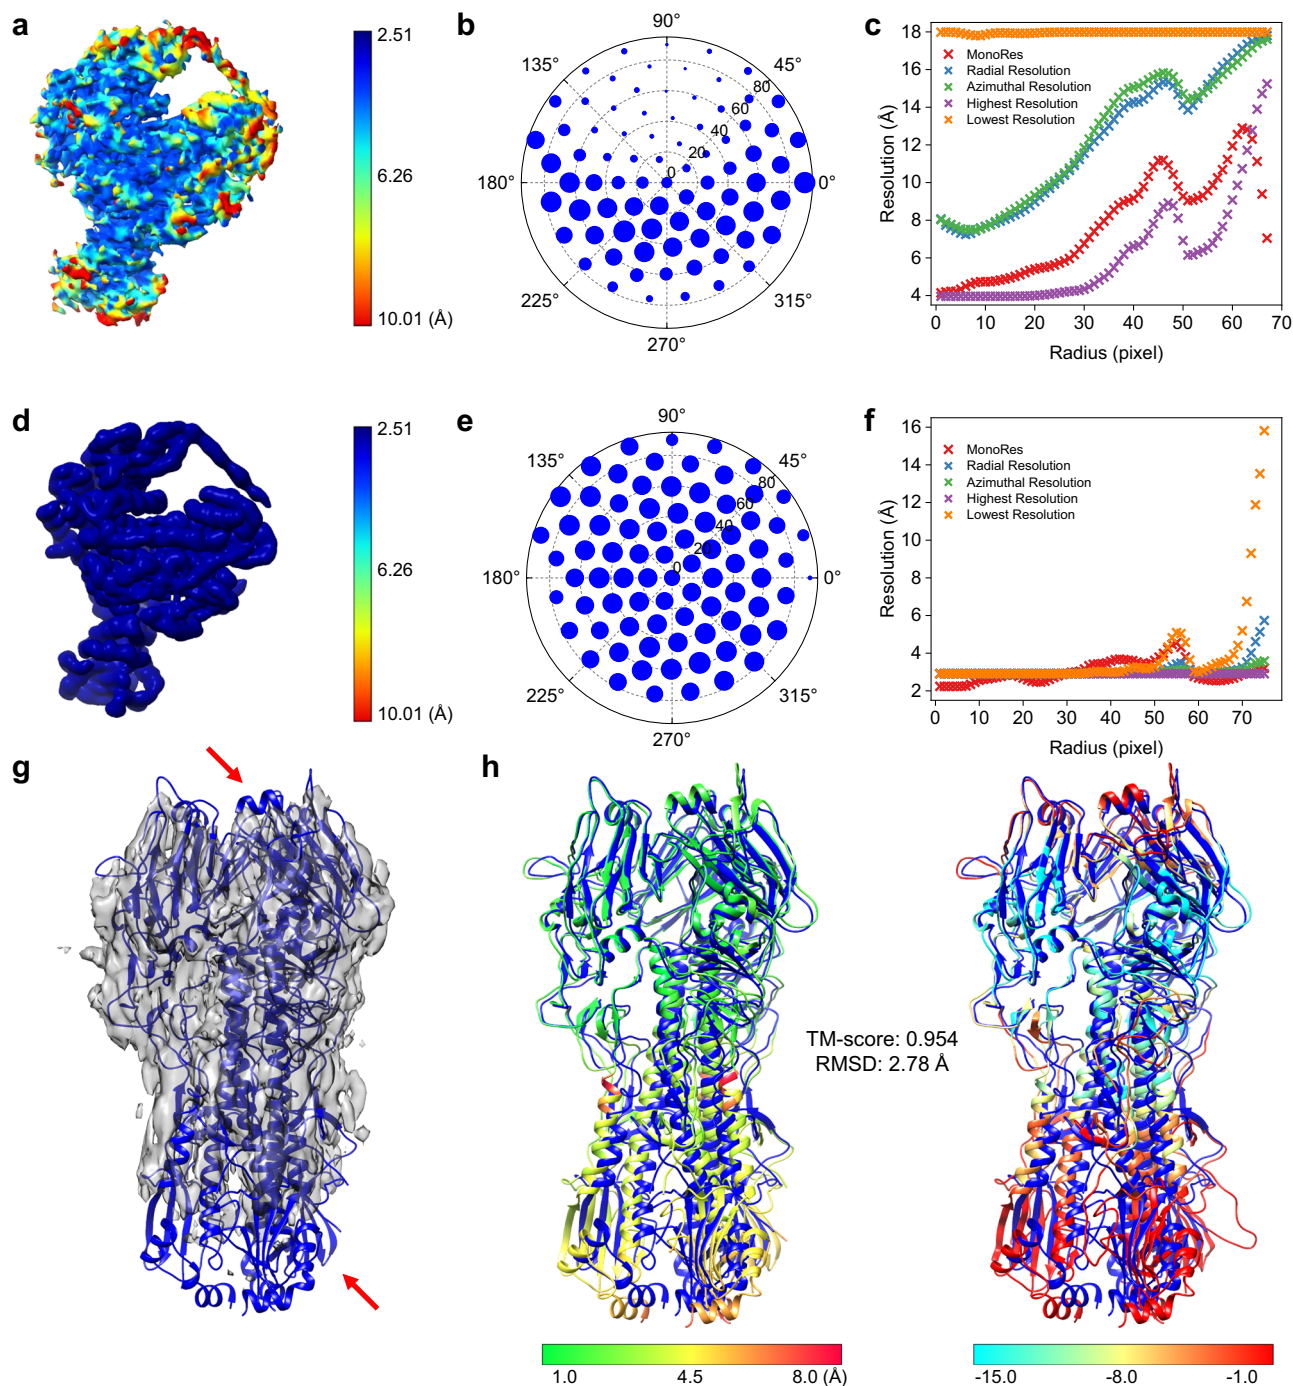 a
2.51
6.26
10.01 (Å)
b
90°
135°
45°
180°
0°
225°
315°
270°
80
60
40
20
0
c
18
16
14
12
10
8
6
4
Resolution (Å)
MonoRes
Radial Resolution
Azimuthal Resolution
Highest Resolution
Lowest Resolution
0 10 20 30 40 50 60 70
Radius (pixel)
d
2.51
6.26
10.01 (Å)
e
90°
135°
45°
180°
0°
225°
315°
270°
80
60
40
20
0
f
16
14
12
10
8
6
4
2
Resolution (Å)
MonoRes
Radial Resolution
Azimuthal Resolution
Highest Resolution
Lowest Resolution
0 10 20 30 40 50 60 70
Radius (pixel)
g
h
TM-score: 0.954
RMSD: 2.78 Å
1.0 4.5 8.0 (Å)
-15.0 -8.0 -1.0